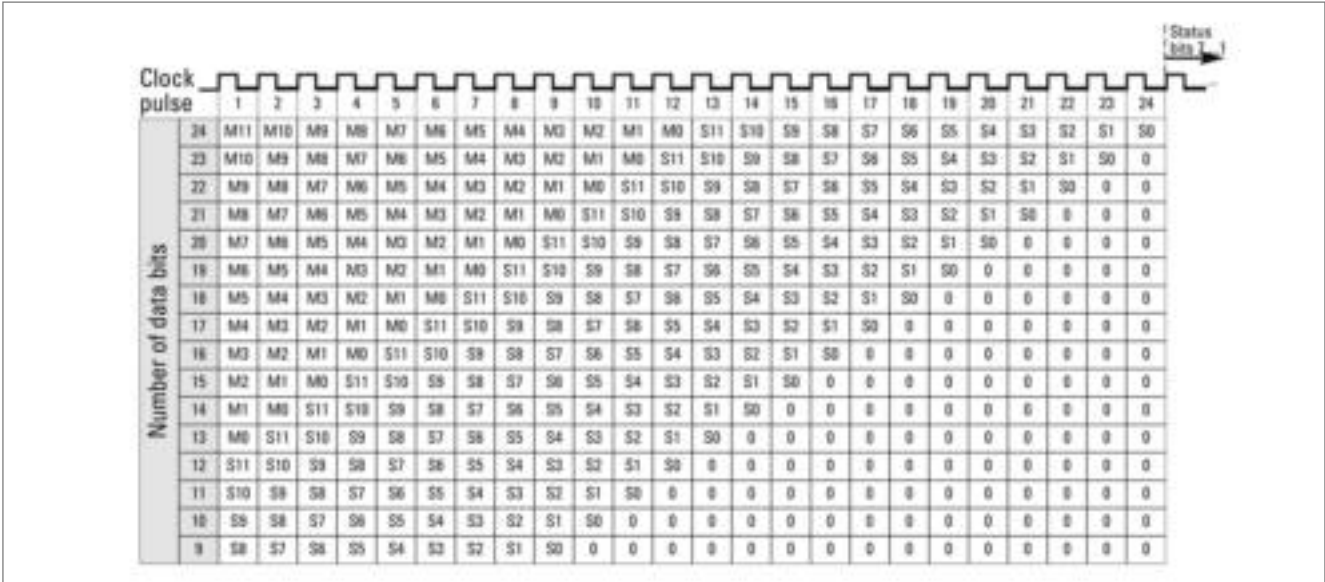 Status
bits
Clock
pulse
1 2 3 4 5 6 7 8 9 10 11 12 13 14 15 16 17 18 19 20 21 22 23 24
Number of data bits
24 M11 M10 M9 M8 M7 M6 M5 M4 M3 M2 M1 M0 S11 S10 S9 S8 S7 S6 S5 S4 S3 S2 S1 S0
23 M10 M9 M8 M7 M6 M5 M4 M3 M2 M1 M0 S11 S10 S9 S8 S7 S6 S5 S4 S3 S2 S1 S0 0
22 M9 M8 M7 M6 M5 M4 M3 M2 M1 M0 S11 S10 S9 S8 S7 S6 S5 S4 S3 S2 S1 S0 0 0
21 M8 M7 M6 M5 M4 M3 M2 M1 M0 S11 S10 S9 S8 S7 S6 S5 S4 S3 S2 S1 S0 0 0 0
20 M7 M6 M5 M4 M3 M2 M1 M0 S11 S10 S9 S8 S7 S6 S5 S4 S3 S2 S1 S0 0 0 0 0
19 M6 M5 M4 M3 M2 M1 M0 S11 S10 S9 S8 S7 S6 S5 S4 S3 S2 S1 S0 0 0 0 0 0
18 M5 M4 M3 M2 M1 M0 S11 S10 S9 S8 S7 S6 S5 S4 S3 S2 S1 S0 0 0 0 0 0 0
17 M4 M3 M2 M1 M0 S11 S10 S9 S8 S7 S6 S5 S4 S3 S2 S1 S0 0 0 0 0 0 0 0
16 M3 M2 M1 M0 S11 S10 S9 S8 S7 S6 S5 S4 S3 S2 S1 S0 0 0 0 0 0 0 0 0
15 M2 M1 M0 S11 S10 S9 S8 S7 S6 S5 S4 S3 S2 S1 S0 0 0 0 0 0 0 0 0 0
14 M1 M0 S11 S10 S9 S8 S7 S6 S5 S4 S3 S2 S1 S0 0 0 0 0 0 0 0 0 0 0
13 M0 S11 S10 S9 S8 S7 S6 S5 S4 S3 S2 S1 S0 0 0 0 0 0 0 0 0 0 0 0
12 S11 S10 S9 S8 S7 S6 S5 S4 S3 S2 S1 S0 0 0 0 0 0 0 0 0 0 0 0 0
11 S10 S9 S8 S7 S6 S5 S4 S3 S2 S1 S0 0 0 0 0 0 0 0 0 0 0 0 0 0
10 S9 S8 S7 S6 S5 S4 S3 S2 S1 S0 0 0 0 0 0 0 0 0 0 0 0 0 0 0
9 S8 S7 S6 S5 S4 S3 S2 S1 S0 0 0 0 0 0 0 0 0 0 0 0 0 0 0 0